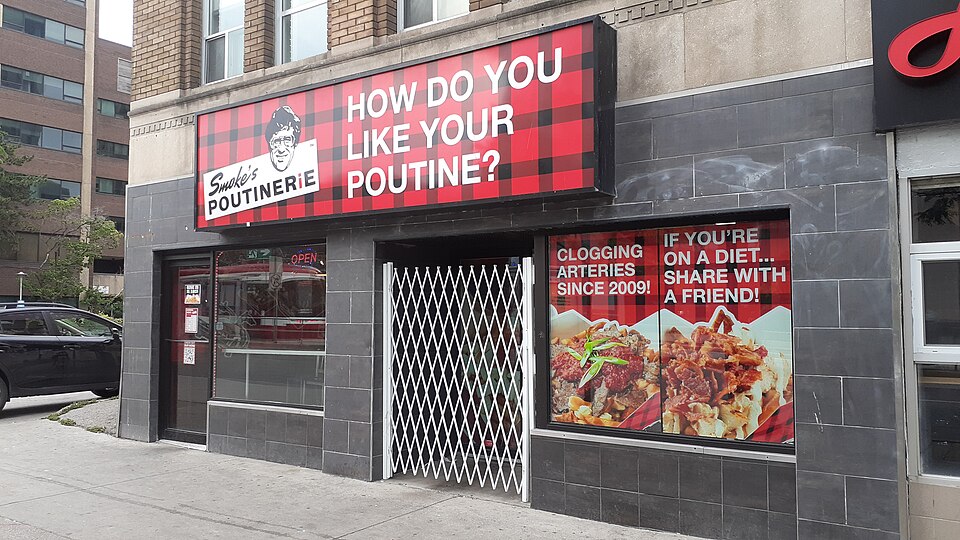 HOW DO YOU
LIKE YOUR
POUTINE?
Smoke's
POUTINERiE
OPEN
CLOGGING
ARTERIES
SINCE 2009!
IF YOU'RE
ON A DIET...
SHARE WITH
A FRIEND!